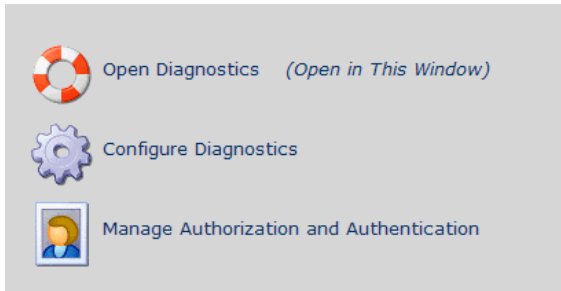 Open Diagnostics (Open in This Window)
Configure Diagnostics
Manage Authorization and Authentication